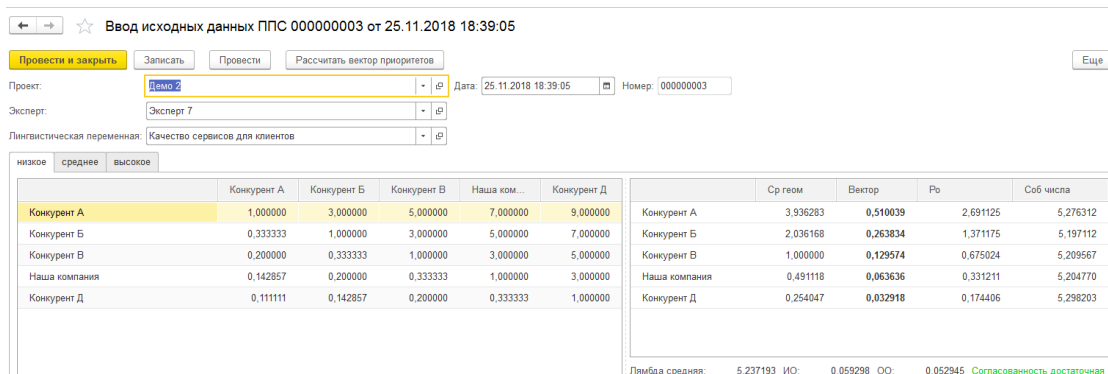 Ввод исходных данных ППС 000000003 от 25.11.2018 18:39:05
Провести и закрыть Записать Провести Рассчитать вектор приоритетов Еще
Проект: Демо 2 Дата: 25.11.2018 18:39:05 Номер: 000000003
Эксперт: Эксперт 7
Лингвистическая переменная: Качество сервисов для клиентов
низкое среднее высокое
Конкурент А Конкурент Б Конкурент В Наша ком... Конкурент Д Ср геом Вектор Ро Соб числа
Конкурент А 1,000000 3,000000 5,000000 7,000000 9,000000 Конкурент А 3,936283 0,510039 2,691125 5,276312
Конкурент Б 0,333333 1,000000 3,000000 5,000000 7,000000 Конкурент Б 2,036168 0,263834 1,371175 5,197112
Конкурент В 0,200000 0,333333 1,000000 3,000000 5,000000 Конкурент В 1,000000 0,129574 0,675024 5,209567
Наша компания 0,142857 0,200000 0,333333 1,000000 3,000000 Наша компания 0,491118 0,063636 0,331211 5,204770
Конкурент Д 0,111111 0,142857 0,200000 0,333333 1,000000 Конкурент Д 0,254047 0,032918 0,174406 5,298203
Лямбда средняя: 5,237193 ИО: 0,059298 ОО: 0,052945 Согласованность достаточная